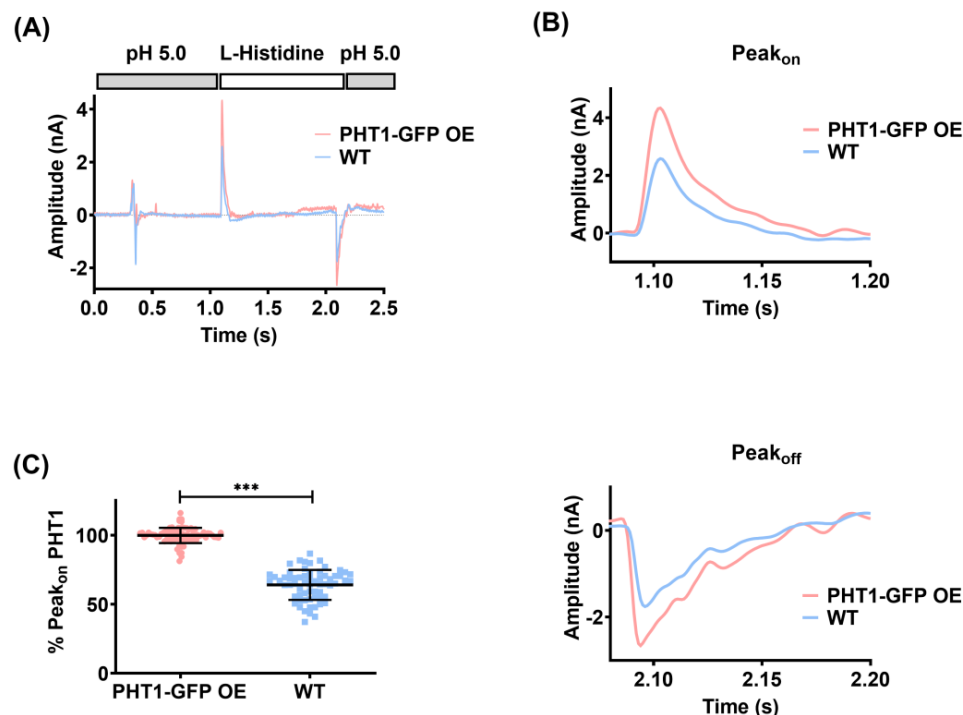 (A)
pH 5.0 L-Histidine pH 5.0
PHT1-GFP OE
WT
Amplitude (nA)
4
2
0
-2
0.0 0.5 1.0 1.5 2.0 2.5
Time (s)
(B)
Peakon
PHT1-GFP OE
WT
Amplitude (nA)
4
2
0
1.10 1.15 1.20
Time (s)
(C)
***
% Peakon PHT1
100
50
0
PHT1-GFP OE WT
Peakoff
Amplitude (nA)
0
-2
PHT1-GFP OE
WT
2.10 2.15 2.20
Time (s)